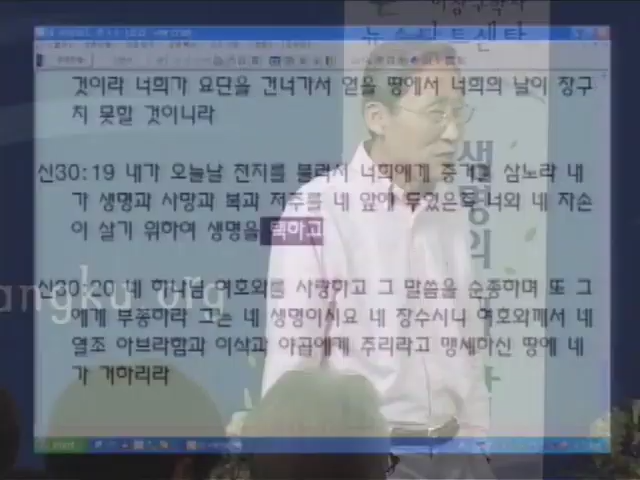 뉴스타트센타
것이라 너희가 요단을 건너가서 얻을 땅에서 너희의 날이 장구
치 못할 것이니라
신30:19 내가 오늘날 천지를 불러서 너희에게 증거를 삼노라 내
가 생명과 사망과 복과 저주를 네 앞에 두었은즉 너와 네 자손
이 살기 위하여 생명을 택하고
신30:20 네 하나님 여호와를 사랑하고 그 말씀을 순종하며 또 그
에게 부종하라 그는 네 생명이시요 네 장수시니 여호와께서 네
열조 아브라함과 이삭과 야곱에게 주리라고 맹세하신 땅에 네
가 거하리라
생명의
angku.org